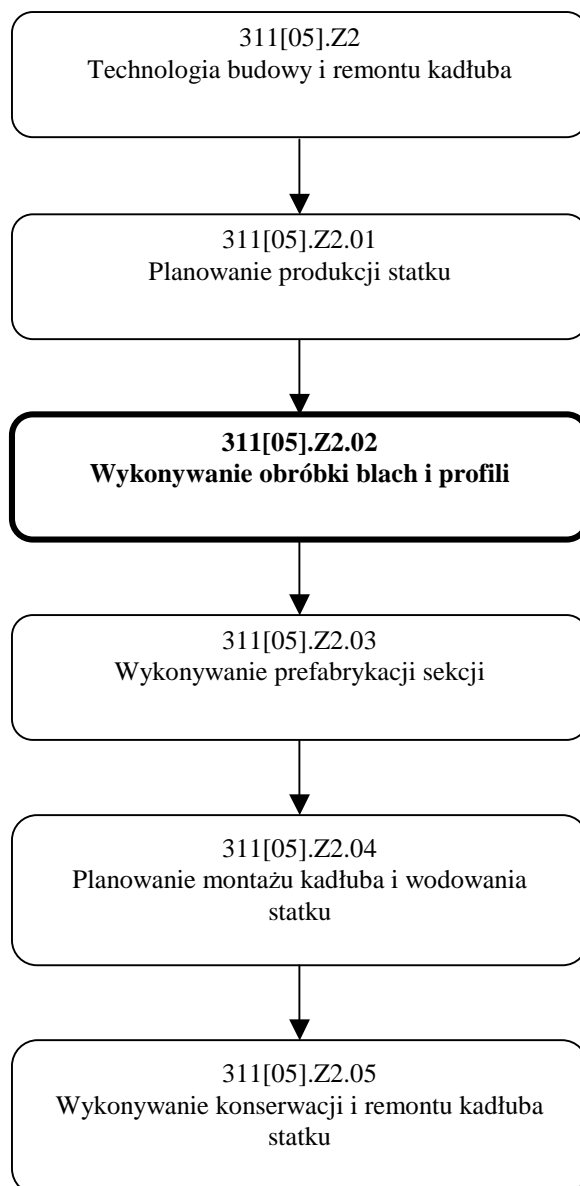 311[05].Z2
Technologia budowy i remontu kadłuba
311[05].Z2.01
Planowanie produkcji statku
311[05].Z2.02
Wykonywanie obróbki blach i profili
311[05].Z2.03
Wykonywanie prefabrykacji sekcji
311[05].Z2.04
Planowanie montażu kadłuba i wodowania
statku
311[05].Z2.05
Wykonywanie konserwacji i remontu kadłuba
statku